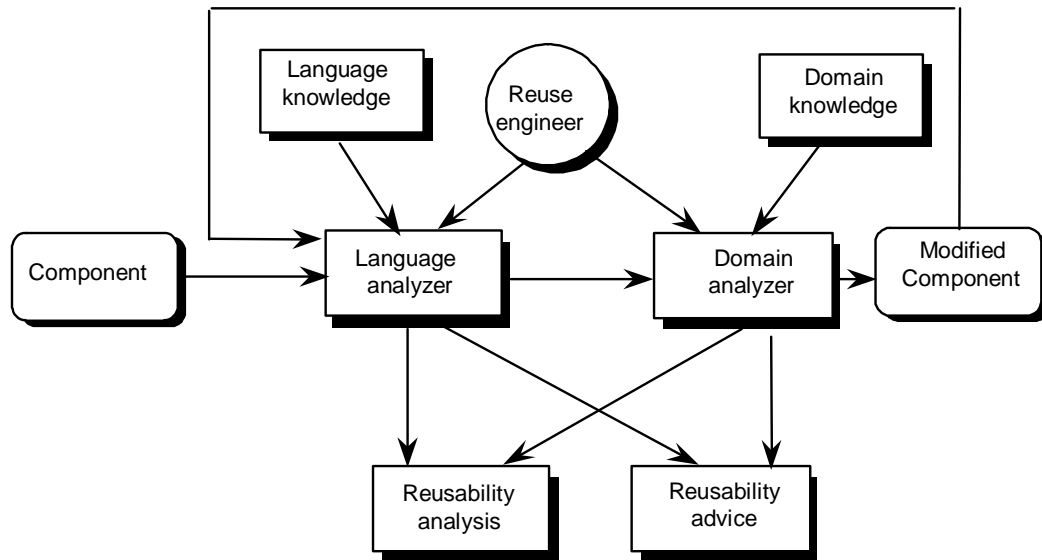 Language
knowledge
Reuse
engineer
Domain
knowledge
Component
Language
analyzer
Domain
analyzer
Modified
Component
Reusability
analysis
Reusability
advice